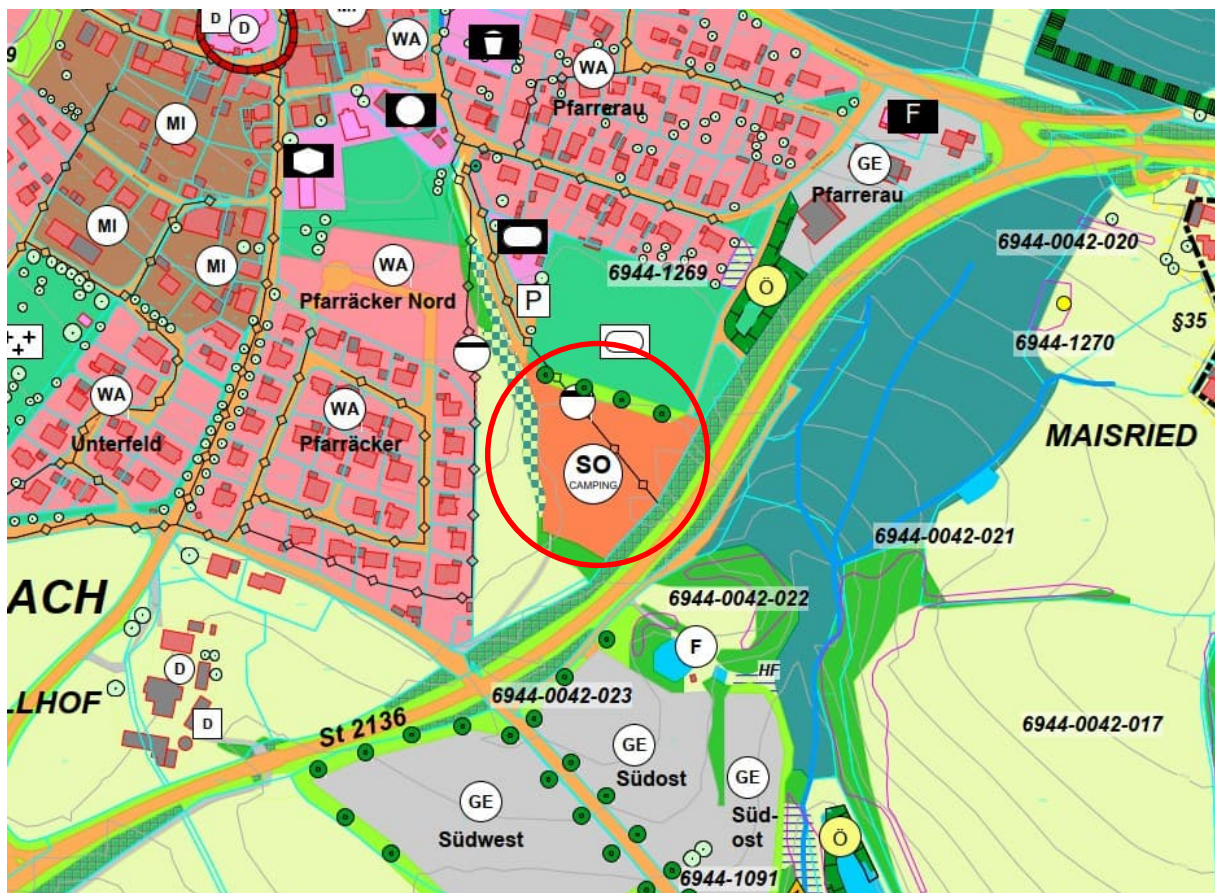 D
D
MI
WA
WA
Pfarrerau
F
MI
GE
Pfarrerau
MI
MI
WA
Pfarräcker Nord
6944-1269
6944-0042-020
Ö
P
§35
6944-1270
WA
Unterfeld
WA
Pfarräcker
MAISRIED
SO
CAMPING
6944-0042-021
ACH
6944-0042-022
F
HF
D
LLHOF
D
St 2136
6944-0042-023
6944-0042-017
GE
Südost
GE
Süd-
ost
GE
Südwest
Ö
6944-1091